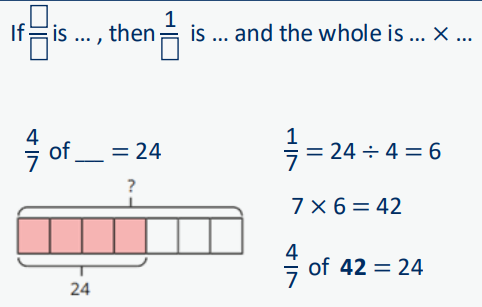 If □/□ is ... , then 1/□ is ... and the whole is ... × ...
4/7 of __ = 24
?
24
1/7 = 24 ÷ 4 = 6
7 × 6 = 42
4/7 of 42 = 24